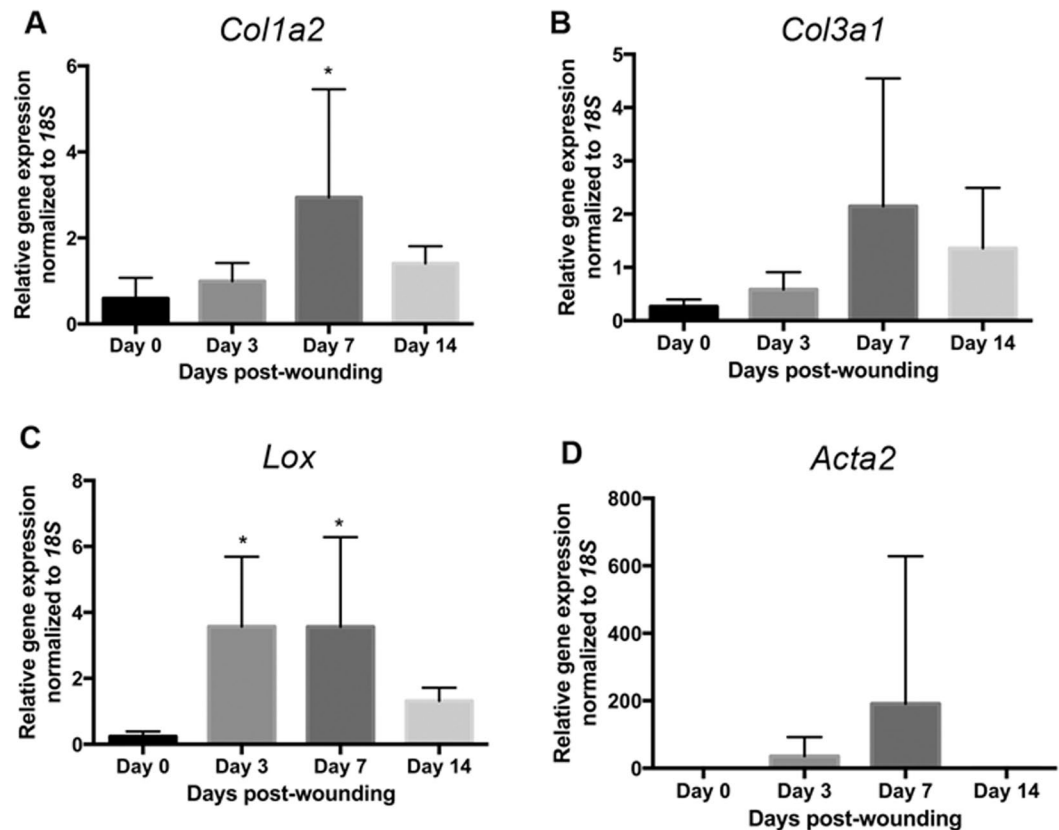 A
Col1a2
Relative gene expression
normalized to 18S
6
4
2
0
*
Day 0 Day 3 Day 7 Day 14
Days post-wounding
B
Col3a1
Relative gene expression
normalized to 18S
5
4
3
2
1
0
Day 0 Day 3 Day 7 Day 14
Days post-wounding
C
Lox
Relative gene expression
normalized to 18S
8
6
4
2
0
* *
Day 0 Day 3 Day 7 Day 14
Days post-wounding
D
Acta2
Relative gene expression
normalized to 18S
800
600
400
200
0
Day 0 Day 3 Day 7 Day 14
Days post-wounding